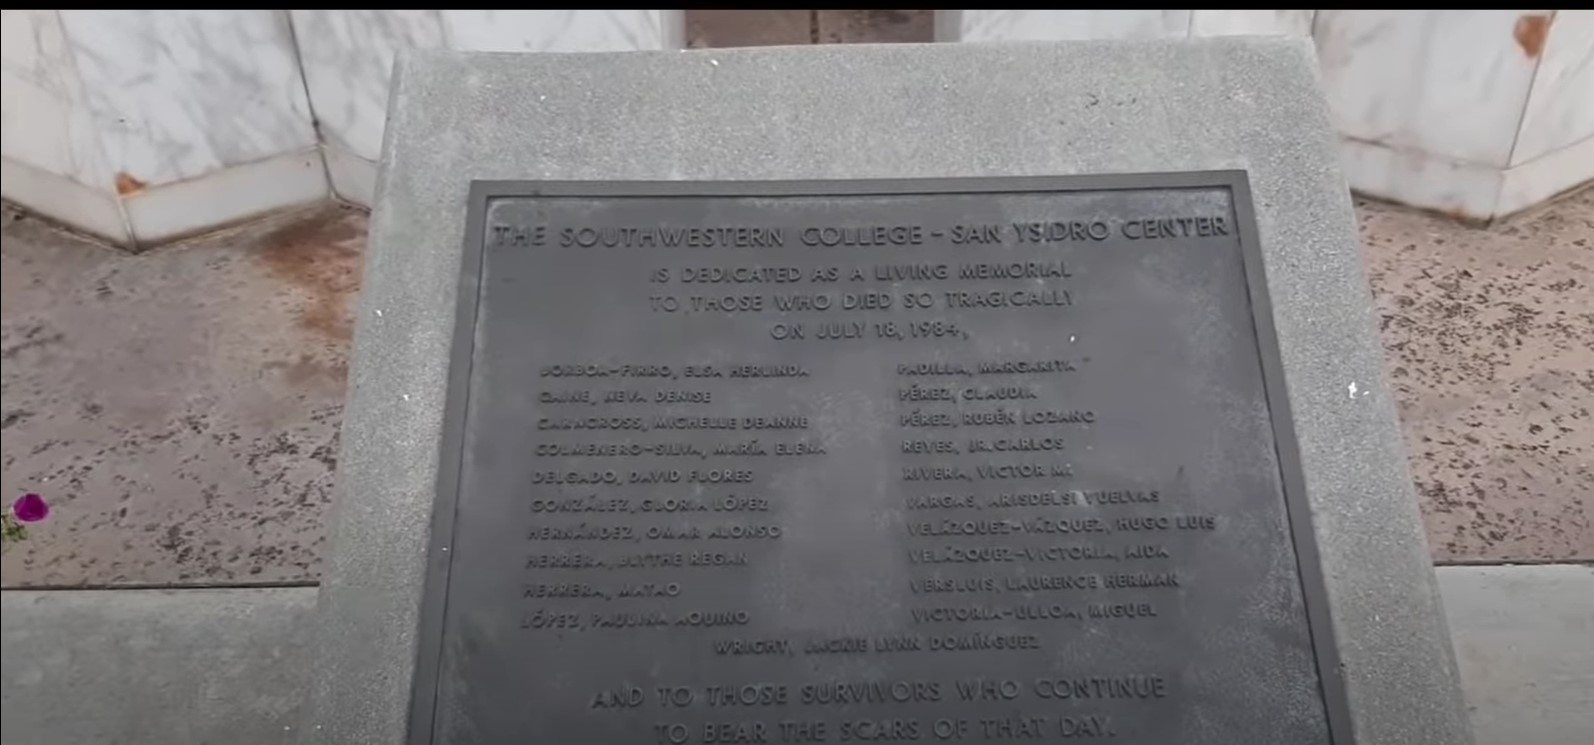 THE SOUTHWESTERN COLLEGE - SAN YSIDRO CENTER
IS DEDICATED AS A LIVING MEMORIAL
TO THOSE WHO DIED SO TRAGICALLY
ON JULY 18, 1984,
BORBOA-FIRRO, ELSA HERLINDA
CAINE, NEVA DENISE
CARNCROSS, MICHELLE DEANNE
COLMENERO-SILVA, MARÍA ELENA
DELGADO, DAVID FLORES
GONZÁLEZ, GLORIA LÓPEZ
HERNÁNDEZ, OMAR ALONSO
HERRERA, BLYTHE REGAN
HERRERA, MATAO
LÓPEZ, PAULINA AQUINO
PADILLA, MARGARITA
PÉREZ, CLAUDIA
PÉREZ, RUBÉN LOZANO
REYES, JR. CARLOS
RIVERA, VICTOR M.
VARGAS, ARISDELSI VUELVAS
VELÁZQUEZ-VÁZQUEZ, HUGO LUIS
VELÁZQUEZ-VICTORIA, AIDA
VERSLUIS, LAURENCE HERMAN
VICTORIA-ULLOA, MIGUEL
WRIGHT, JACKIE LYNN DOMÍNGUEZ
AND TO THOSE SURVIVORS WHO CONTINUE
TO BEAR THE SCARS OF THAT DAY.